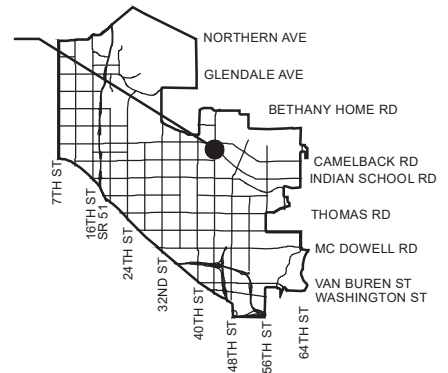 NORTHERN AVE
GLENDALE AVE
BETHANY HOME RD
CAMELBACK RD
INDIAN SCHOOL RD
THOMAS RD
MC DOWELL RD
VAN BUREN ST
WASHINGTON ST
7TH ST
16TH ST
SR 51
24TH ST
32ND ST
40TH ST
48TH ST
56TH ST
64TH ST